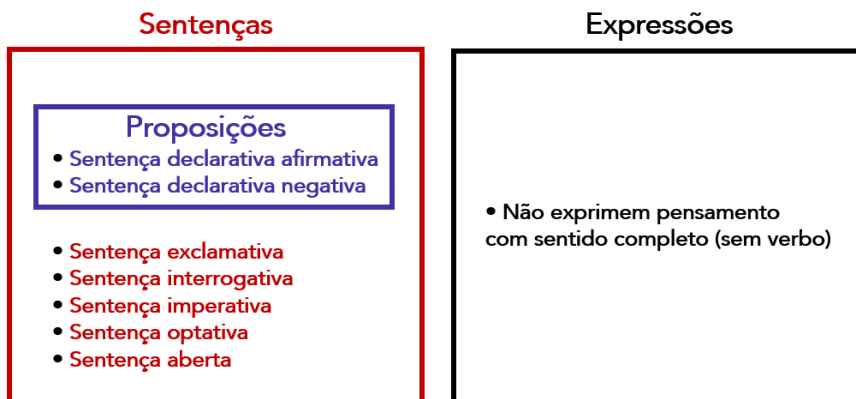 Sentenças
Proposições
• Sentença declarativa afirmativa
• Sentença declarativa negativa
• Sentença exclamativa
• Sentença interrogativa
• Sentença imperativa
• Sentença optativa
• Sentença aberta
Expressões
• Não exprimem pensamento
com sentido completo (sem verbo)